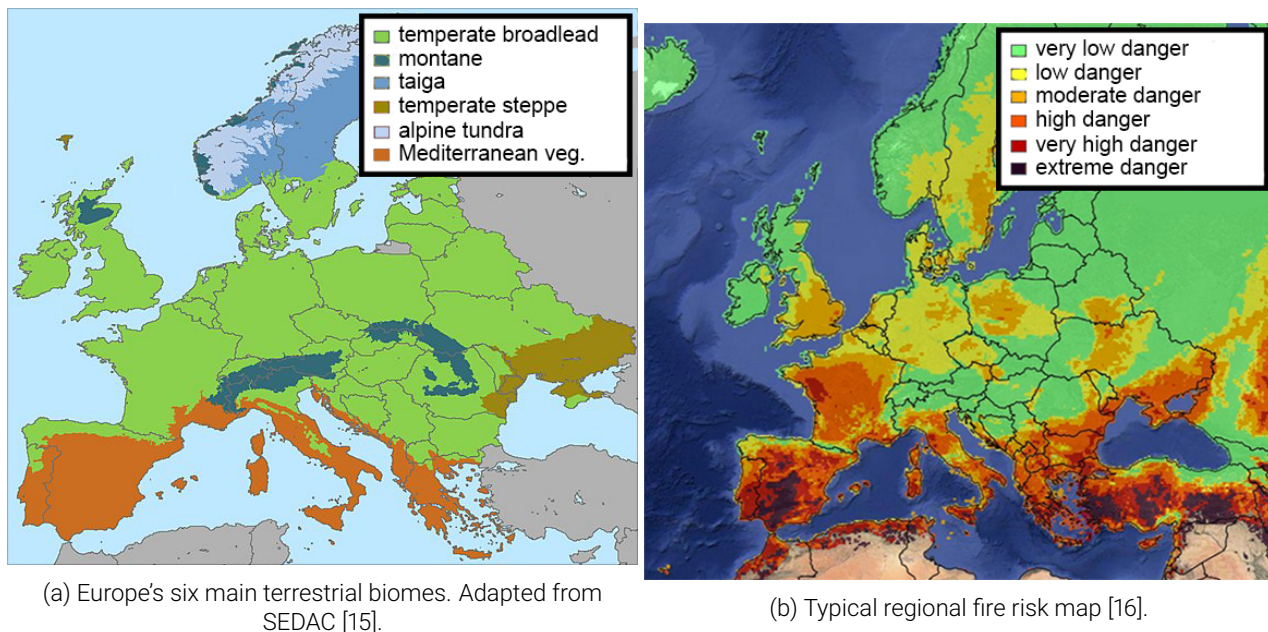 temperate broadlead
montane
taiga
temperate steppe
alpine tundra
Mediterranean veg.
very low danger
low danger
moderate danger
high danger
very high danger
extreme danger
(a) Europe's six main terrestrial biomes. Adapted from
SEDAC [15].
(b) Typical regional fire risk map [16].